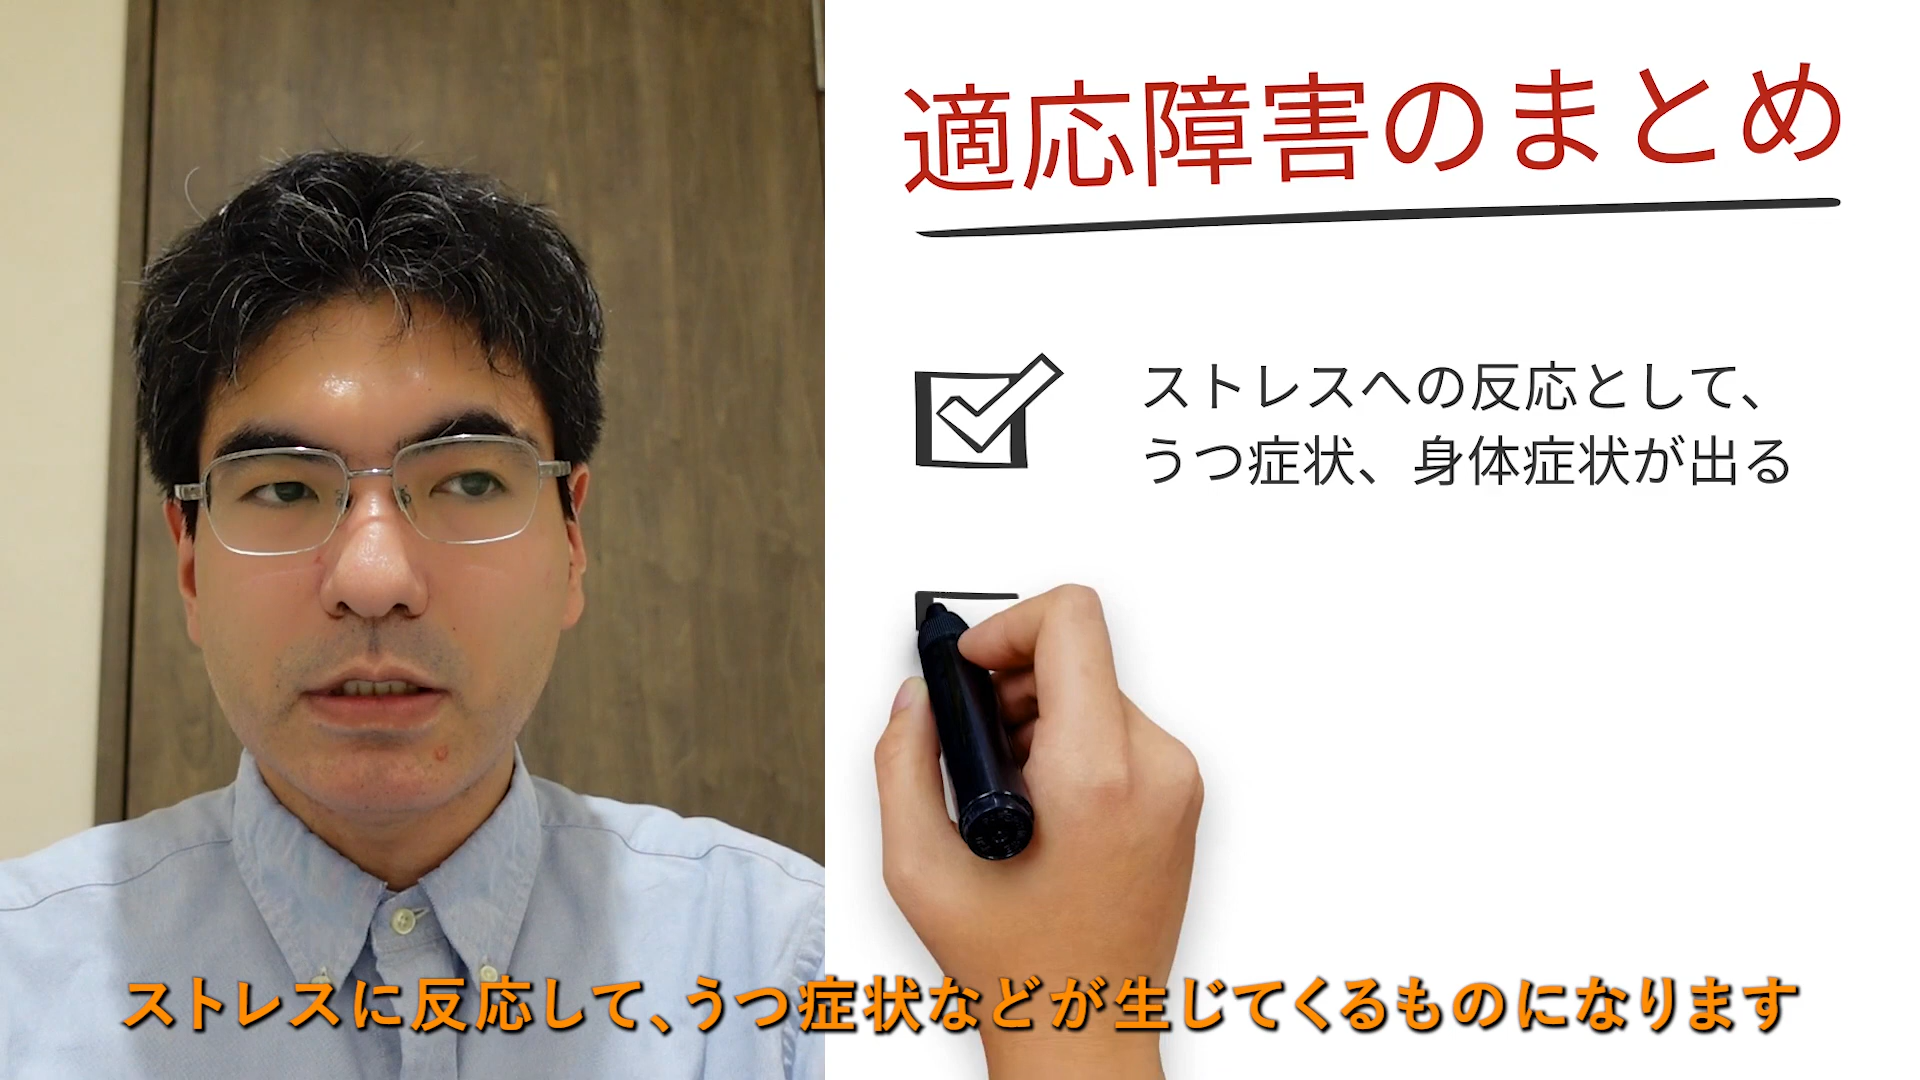 適応障害のまとめ
ストレスへの反応として、
うつ症状、身体症状が出る
ストレスに反応して、うつ症状などが生じてくるものになります